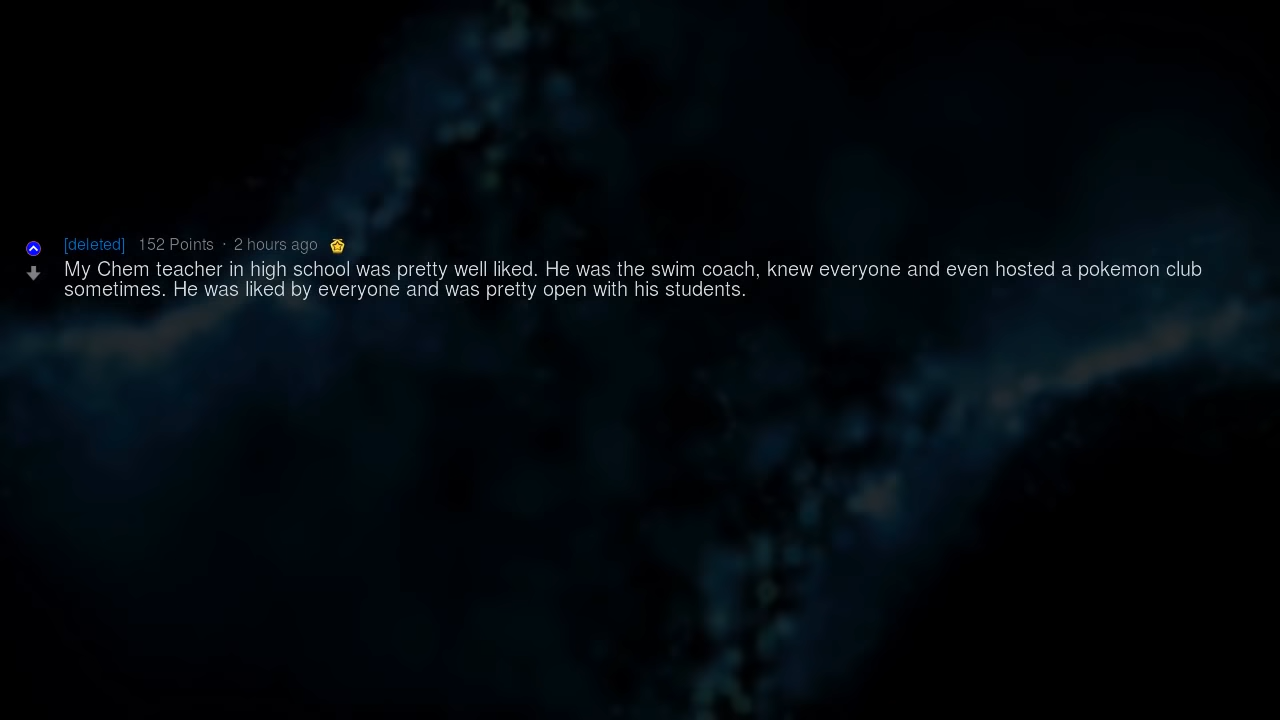 [deleted] 152 Points · 2 hours ago
My Chem teacher in high school was pretty well liked. He was the swim coach, knew everyone and even hosted a pokemon club
sometimes. He was liked by everyone and was pretty open with his students.